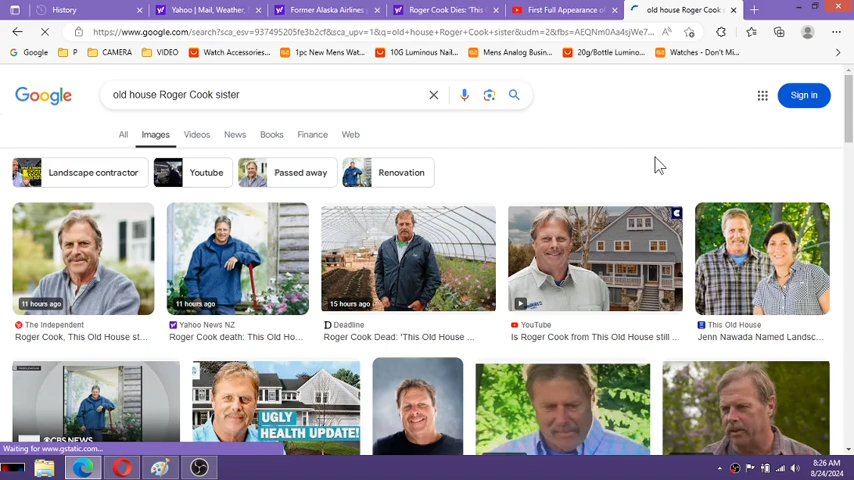 History
Yahoo | Mail, Weather,
Former Alaska Airlines
Roger Cook Dies: 'This
First Full Appearance of
old house Roger Cook s
https://www.google.com/search?sca_esv=937495205fe3b2cf&sca_upv=1&q=old+house+Roger+Cook+sister&udm=2&fbs=AEQNm0Aa4sjWe7...
Google
P
CAMERA
VIDEO
Watch Accessories...
1pc New Mens Wat...
10G Luminous Nail...
Mens Analog Busin...
20g/Bottle Lumino...
Watches - Don't Mi...
Google
old house Roger Cook sister
Sign in
All
Images
Videos
News
Books
Finance
Web
Landscape contractor
Youtube
Passed away
Renovation
11 hours ago
11 hours ago
15 hours ago
The Independent
Yahoo News NZ
Deadline
YouTube
This Old House
Roger Cook, This Old House st...
Roger Cook death: This Old Ho...
Roger Cook Dead: 'This Old House ...
Is Roger Cook from This Old House still ...
Jenn Nawada Named Landsc...
CBS NEWS
UGLY
HEALTH UPDATE!
Waiting for www.gstatic.com...
8:26 AM
8/24/2024